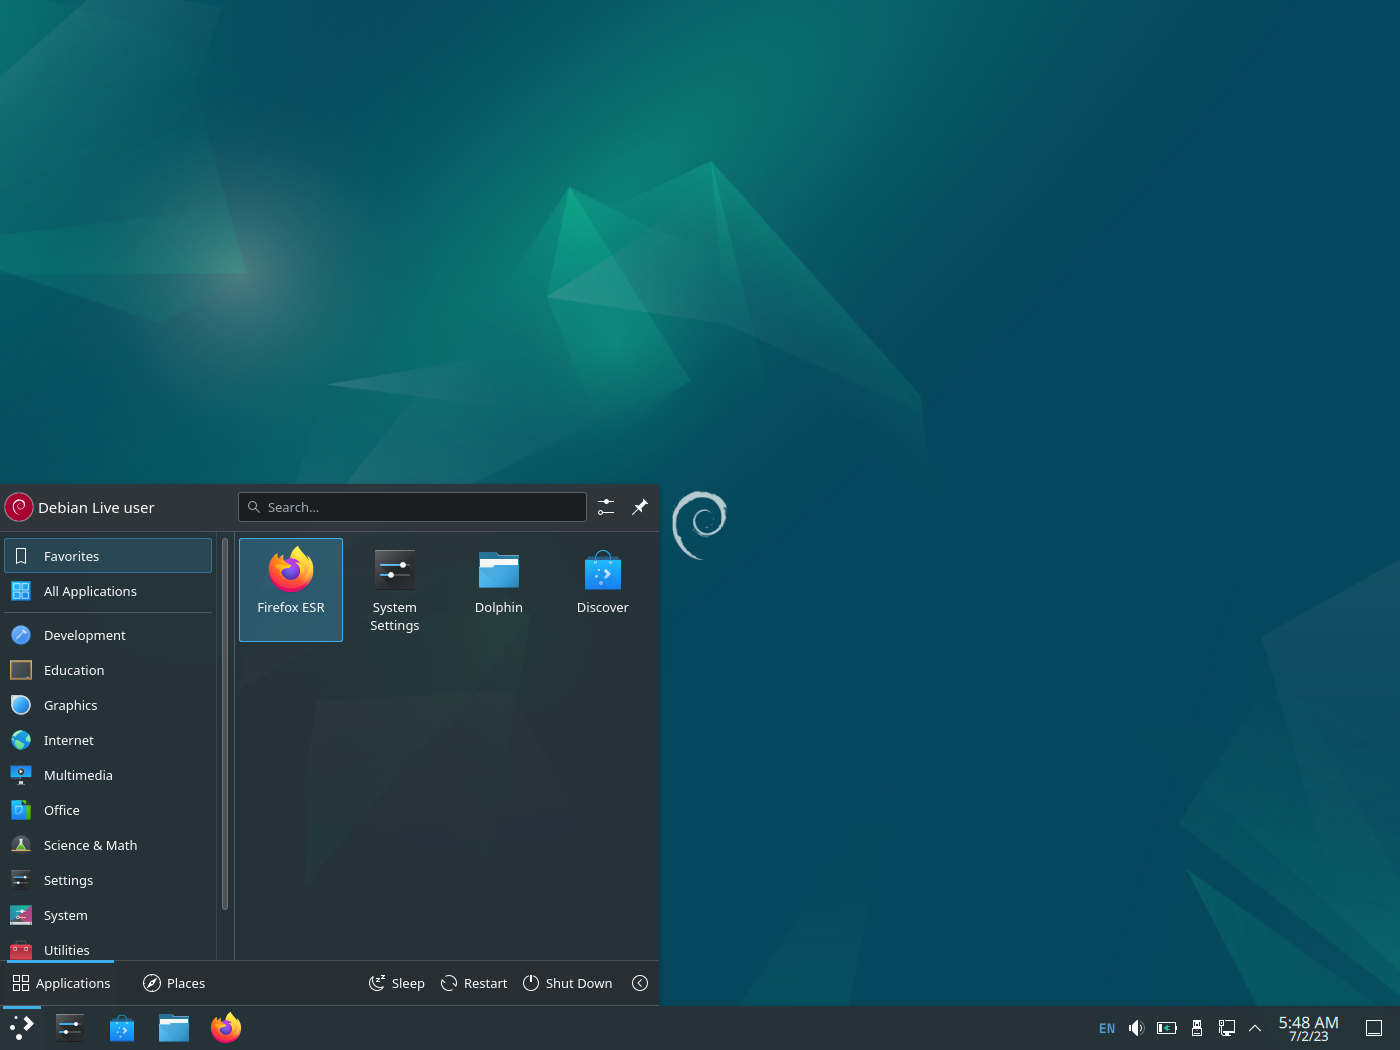 Debian Live user
Search...
Favorites
All Applications
Development
Education
Graphics
Internet
Multimedia
Office
Science & Math
Settings
System
Utilities
Firefox ESR
System
Settings
Dolphin
Discover
Applications
Places
Sleep
Restart
Shut Down
EN
5:48 AM
7/2/23